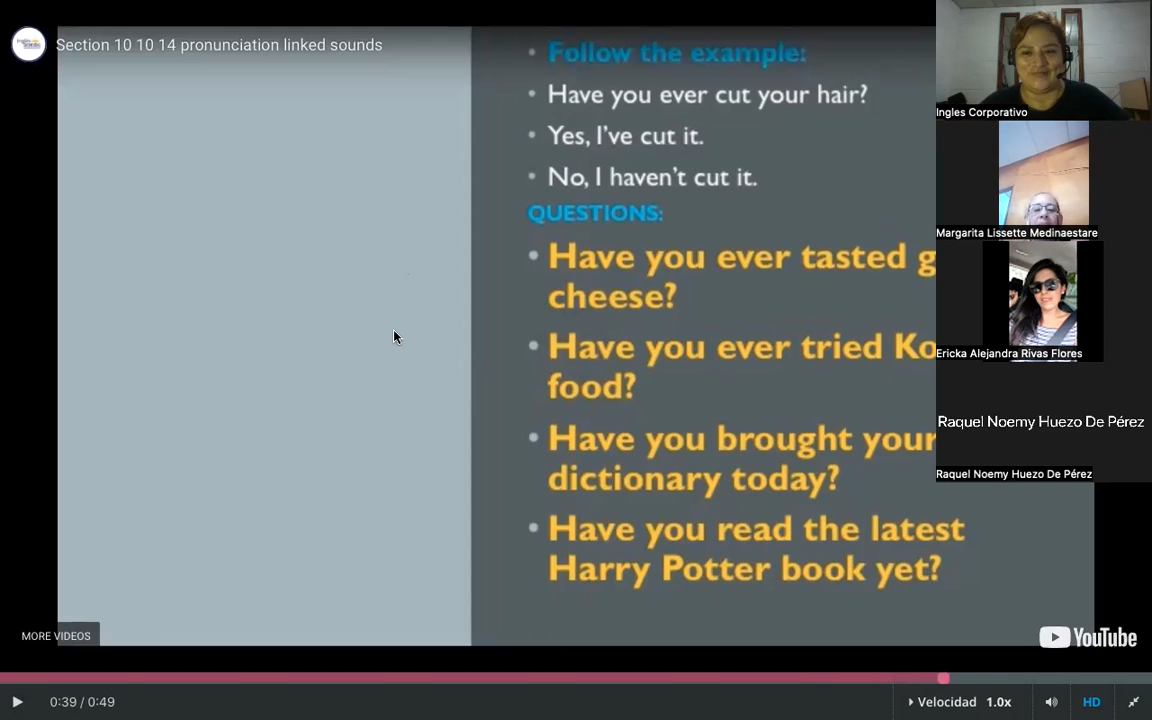 Section 10 10 14 pronunciation linked sounds
Follow the example:
Have you ever cut your hair?
Yes, I've cut it.
No, I haven't cut it.
QUESTIONS:
Have you ever tasted g
cheese?
Have you ever tried Ko
food?
Have you brought your
dictionary today?
Have you read the latest
Harry Potter book yet?
Ingles Corporativo
Margarita Lissette Medinaestare
Ericka Alejandra Rivas Flores
Raquel Noemy Huezo De Pérez
Raquel Noemy Huezo De Pérez
MORE VIDEOS
YouTube
0:39 / 0:49
Velocidad 1.0x
HD